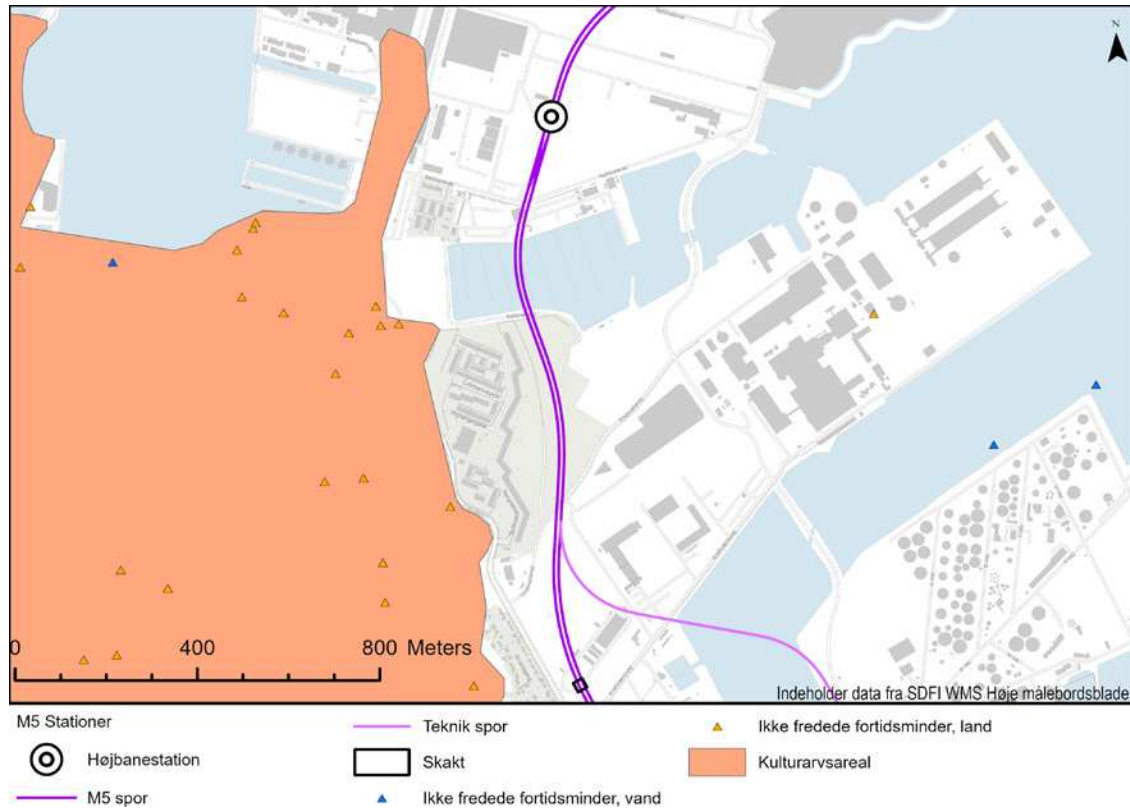 N
0 400 800 Meters
Indeholder data fra SDFI WMS Høje målebordsblade
M5 Stationer
Højbanestation
M5 spor
Teknik spor
Skakt
Ikke fredede fortidsminder, vand
Ikke fredede fortidsminder, land
Kulturarvsareal